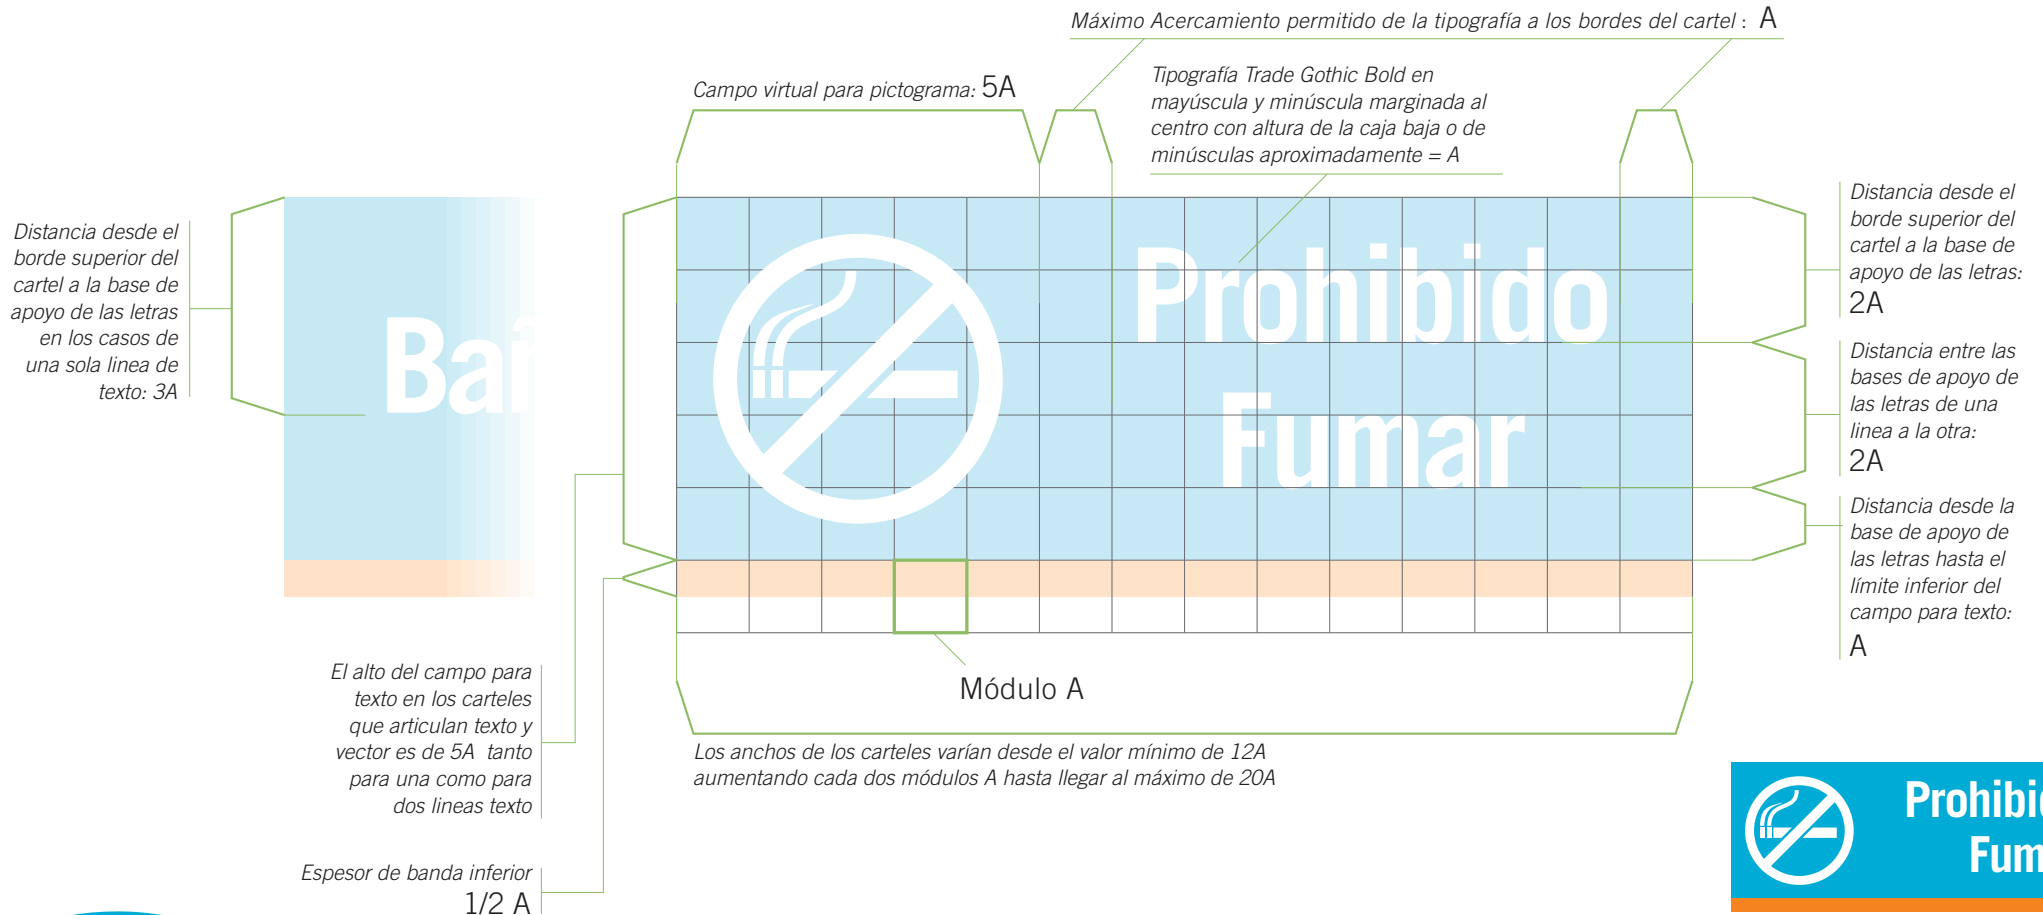 Máximo Acercamiento permitido de la tipografía a los bordes del cartel : A
Campo virtual para pictograma: 5A
Tipografía Trade Gothic Bold en
mayúscula y minúscula marginada al
centro con altura de la caja baja o de
minúsculas aproximadamente = A
Distancia desde el
borde superior del
cartel a la base de
apoyo de las letras
en los casos de
una sola linea de
texto: 3A
Bañ
Prohibido
Fumar
Distancia desde el
borde superior del
cartel a la base de
apoyo de las letras:
2A
Distancia entre las
bases de apoyo de
las letras de una
linea a la otra:
2A
Distancia desde la
base de apoyo de
las letras hasta el
límite inferior del
campo para texto:
A
El alto del campo para
texto en los carteles
que articulan texto y
vector es de 5A tanto
para una como para
dos lineas texto
Módulo A
Los anchos de los carteles varían desde el valor mínimo de 12A
aumentando cada dos módulos A hasta llegar al máximo de 20A
Espesor de banda inferior
1/2 A
Prohibid
Fum